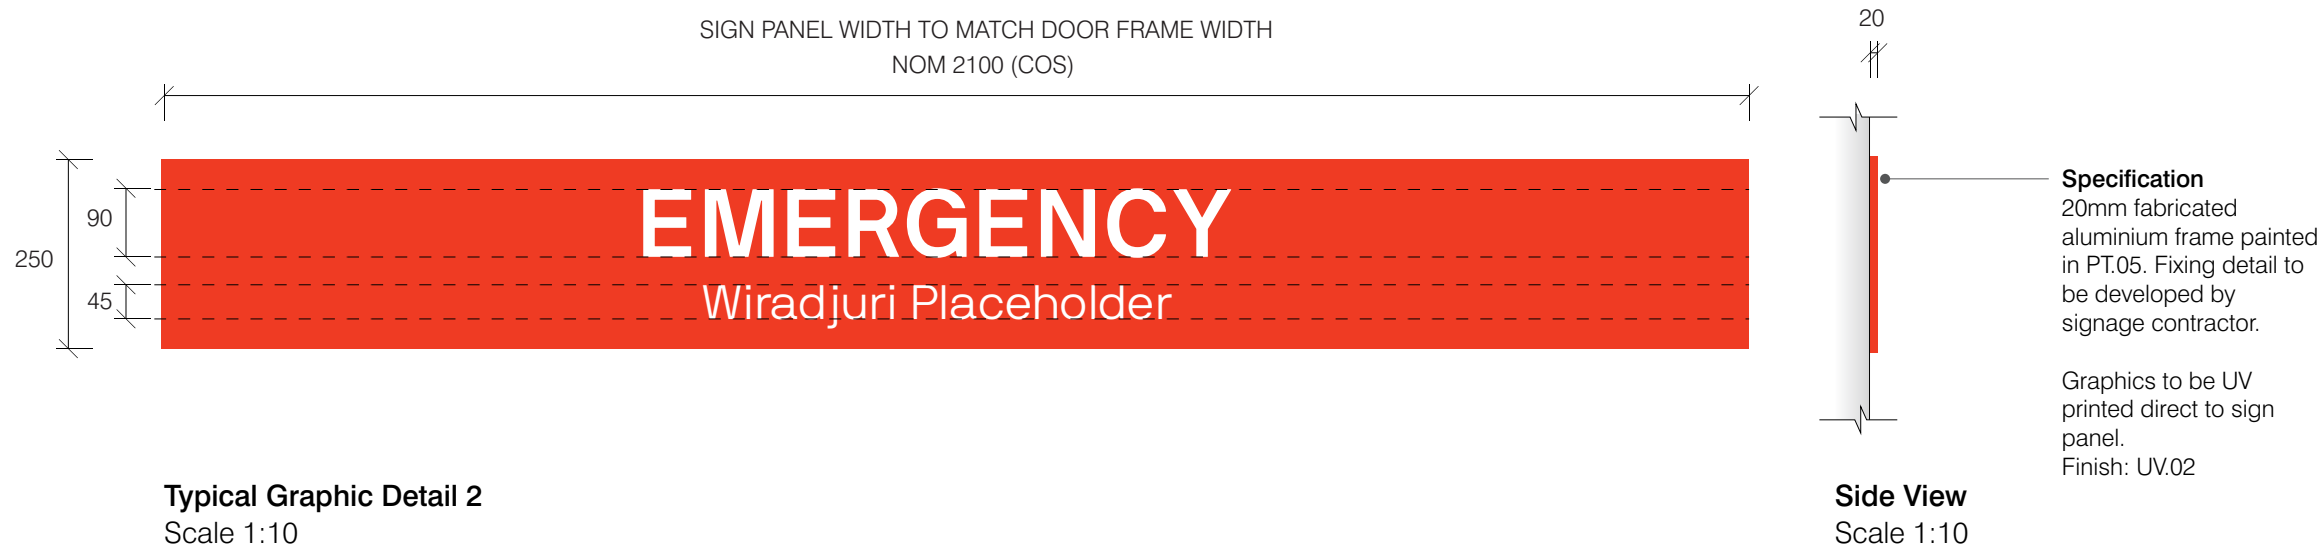 SIGN PANEL WIDTH TO MATCH DOOR FRAME WIDTH
NOM 2100 (COS)
20
250
90
45
EMERGENCY
Wiradjuri Placeholder
Specification
20mm fabricated
aluminium frame painted
in PT.05. Fixing detail to
be developed by
signage contractor.
Graphics to be UV
printed direct to sign
panel.
Finish: UV.02
Typical Graphic Detail 2
Scale 1:10
Side View
Scale 1:10